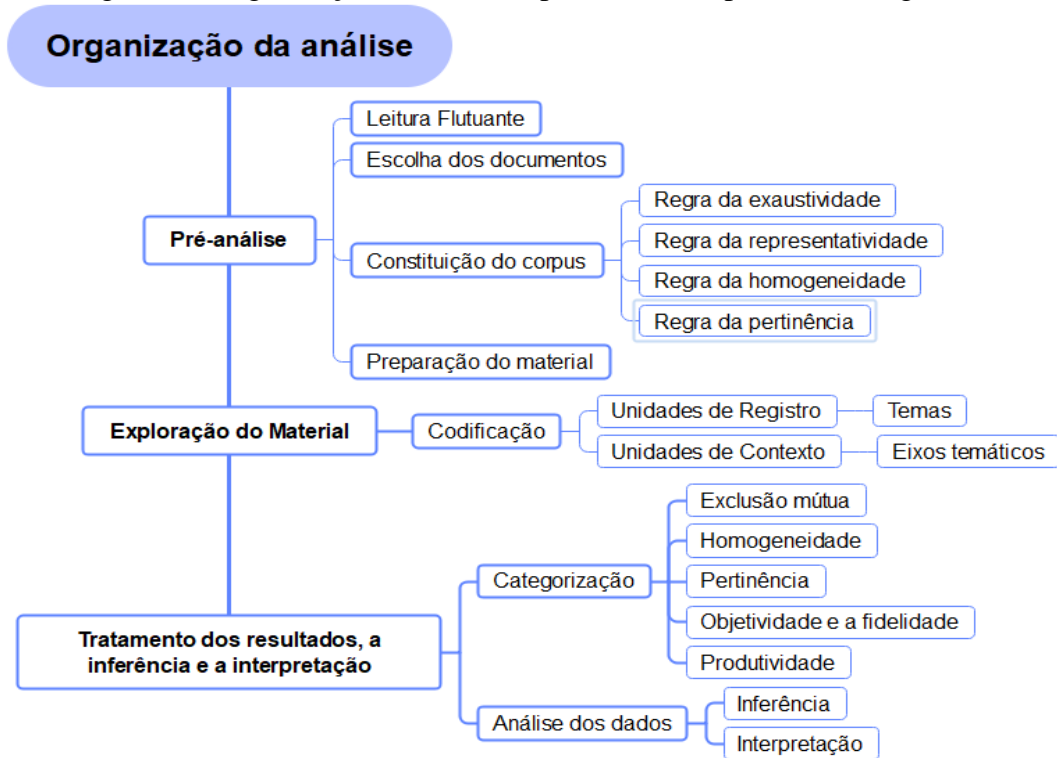 Organização da análise
Leitura Flutuante
Escolha dos documentos
Pré-análise
Constituição do corpus
Regra da exaustividade
Regra da representatividade
Regra da homogeneidade
Regra da pertinência
Preparação do material
Exploração do Material
Codificação
Unidades de Registro
Temas
Unidades de Contexto
Eixos temáticos
Tratamento dos resultados, a
inferência e a interpretação
Categorização
Exclusão mútua
Homogeneidade
Pertinência
Objetividade e a fidelidade
Produtividade
Análise dos dados
Inferência
Interpretação